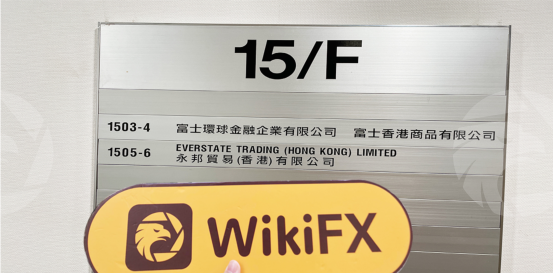 15/F
1503-4 富士環球金融企業有限公司 富士香港商品有限公司
1505-6 EVERSTATE TRADING (HONG KONG) LIMITED
永邦貿易(香港)有限公司
WikiFX